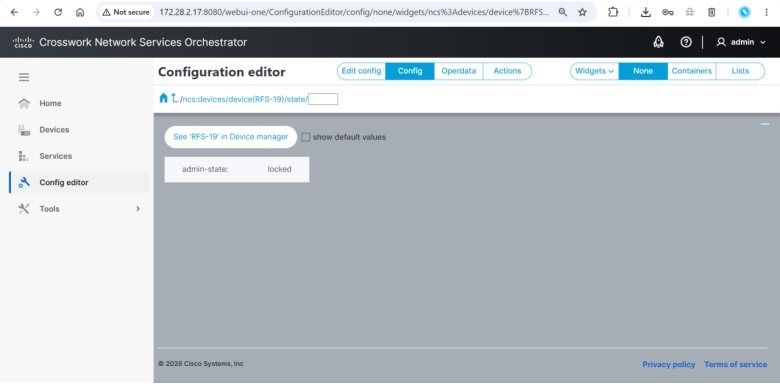 Not secure 172.28.2.17:8080/webui-one/ConfigurationEditor/config/none/widgets/ncs%3Adevices/device%7BRFS...
cisco Crosswork Network Services Orchestrator
admin
Configuration editor
Edit config Config Operdata Actions
Widgets None Containers Lists
/ncs:devices/device{RFS-19}/state/
Home
Devices
Services
Config editor
Tools
See 'RFS-19' in Device manager show default values
admin-state: locked
© 2026 Cisco Systems, Inc
Privacy policy Terms of service